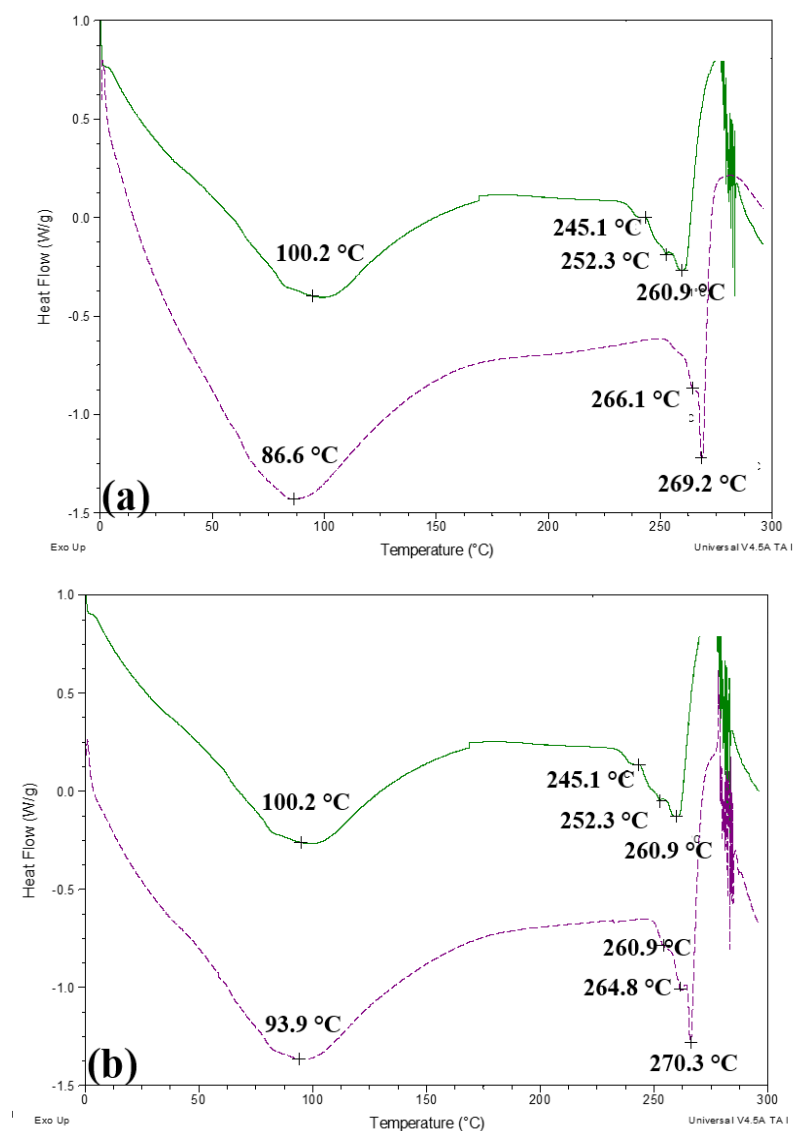 1.0
0.5
0.0
-0.5
-1.0
-1.5
Heat Flow (W/g)
100.2 °C
245.1 °C
252.3 °C
260.9 °C
266.1 °C
86.6 °C
269.2 °C
(a)
0
50
100
150
200
250
300
Exo Up
Temperature (°C)
Universal V4.5A TA I
1.0
0.5
0.0
-0.5
-1.0
-1.5
Heat Flow (W/g)
100.2 °C
245.1 °C
252.3 °C
260.9 °C
260.9 °C
264.8 °C
93.9 °C
270.3 °C
(b)
0
50
100
150
200
250
300
Exo Up
Temperature (°C)
Universal V4.5A TA I